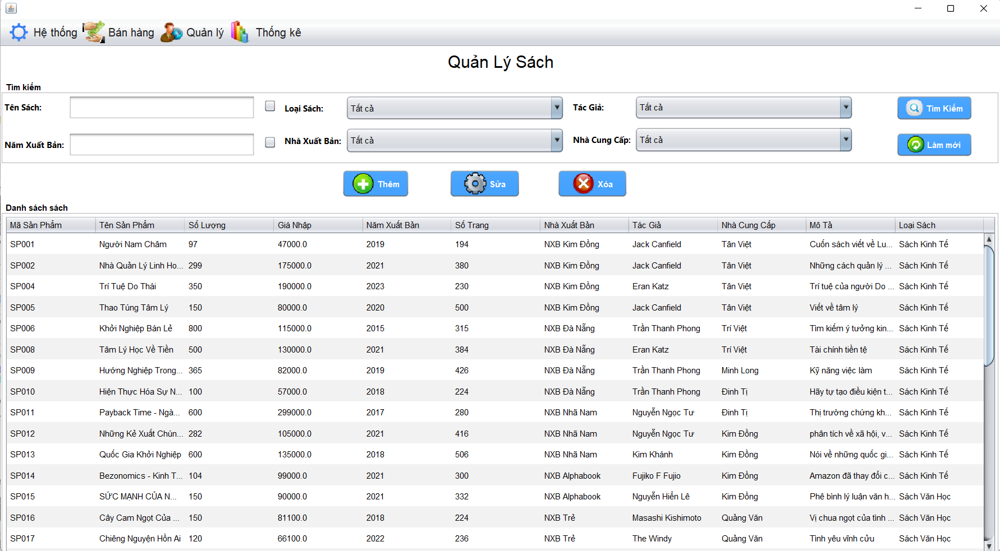 Hệ thống Bán hàng Quản lý Thống kê
Quản Lý Sách
Tìm kiếm
Tên Sách: Loại Sách: Tất cả Tác Giả: Tất cả Tìm Kiếm
Năm Xuất Bản: Nhà Xuất Bản: Tất cả Nhà Cung Cấp: Tất cả Làm mới
Thêm Sửa Xóa
Danh sách sách
Mã Sản Phẩm Tên Sản Phẩm Số Lượng Giá Nhập Năm Xuất Bản Số Trang Nhà Xuất Bản Tác Giả Nhà Cung Cấp Mô Tả Loại Sách
SP001 Người Nam Châm 97 47000.0 2019 194 NXB Kim Đồng Jack Canfield Tân Việt Cuốn sách viết về Lu... Sách Kinh Tế
SP002 Nhà Quản Lý Linh Ho... 299 175000.0 2021 380 NXB Kim Đồng Jack Canfield Tân Việt Những cách quản lý ... Sách Kinh Tế
SP004 Trí Tuệ Do Thái 350 190000.0 2023 230 NXB Kim Đồng Eran Katz Tân Việt Trí tuệ của người Do ... Sách Kinh Tế
SP005 Thao Túng Tâm Lý 150 80000.0 2020 500 NXB Kim Đồng Jack Canfield Tân Việt Viết về tâm lý Sách Kinh Tế
SP006 Khởi Nghiệp Bán Lẻ 800 115000.0 2015 315 NXB Đà Nẵng Trần Thanh Phong Trí Việt Tìm kiếm ý tưởng kin... Sách Kinh Tế
SP008 Tâm Lý Học Về Tiền 500 130000.0 2021 384 NXB Đà Nẵng Eran Katz Trí Việt Tài chính tiền tệ Sách Kinh Tế
SP009 Hướng Nghiệp Trong... 365 82000.0 2019 426 NXB Đà Nẵng Trần Thanh Phong Minh Long Kỹ năng việc làm Sách Kinh Tế
SP010 Hiện Thực Hóa Sự N... 100 57000.0 2018 224 NXB Đà Nẵng Trần Thanh Phong Đinh Tị Hãy tự tạo điều kiện t... Sách Kinh Tế
SP011 Payback Time - Ngà... 600 299000.0 2017 280 NXB Nhã Nam Nguyễn Ngọc Tư Đinh Tị Thị trường chứng kh... Sách Kinh Tế
SP012 Những Kẻ Xuất Chún... 282 105000.0 2021 416 NXB Nhã Nam Nguyễn Ngọc Tư Kim Đồng phân tích về xã hội, v... Sách Kinh Tế
SP013 Quốc Gia Khởi Nghiệp 600 135000.0 2018 506 NXB Nhã Nam Kim Khánh Kim Đồng Nói về những quốc gi... Sách Kinh Tế
SP014 Bezonomics - Kinh T... 104 99000.0 2021 300 NXB Alphabook Fujiko F Fujio Kim Đồng Amazon đã thay đổi c... Sách Kinh Tế
SP015 SỨC MẠNH CỦA N... 150 90000.0 2021 332 NXB Alphabook Nguyễn Hiển Lê Kim Đồng Phê bình lý luận văn h... Sách Văn Học
SP016 Cây Cam Ngọt Của ... 150 81100.0 2018 224 NXB Trẻ Masashi Kishimoto Quảng Văn Vị chua ngọt của tình ... Sách Văn Học
SP017 Chiêng Nguyện Hồn Ai 120 66100.0 2022 236 NXB Trẻ The Windy Quảng Văn Tình yêu vĩnh cửu Sách Văn Học